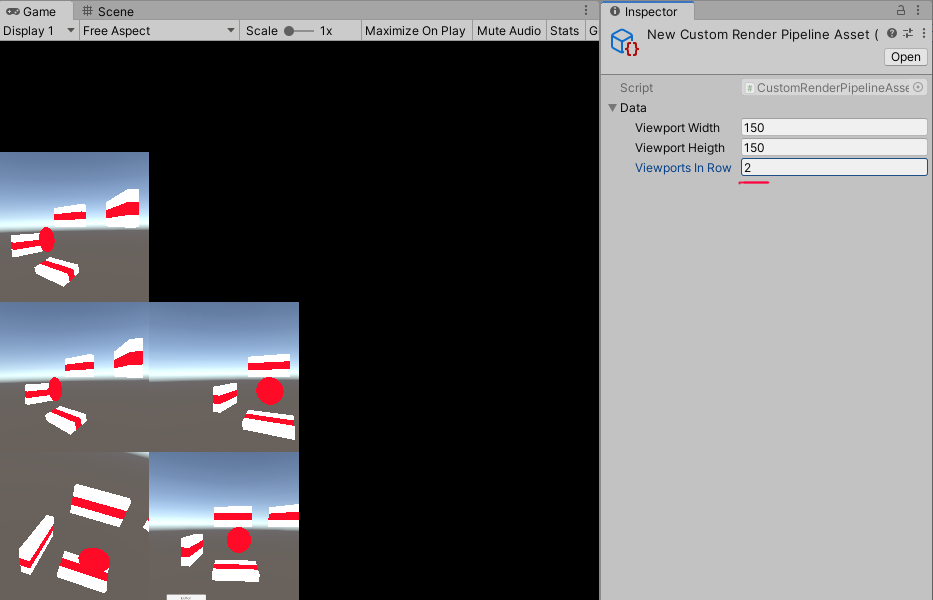 Game Scene
Display 1 Free Aspect Scale 1x Maximize On Play Mute Audio Stats G
Inspector
New Custom Render Pipeline Asset (
Open
Script # CustomRenderPipelineAsse
Data
Viewport Width 150
Viewport Heigth 150
Viewports In Row 2